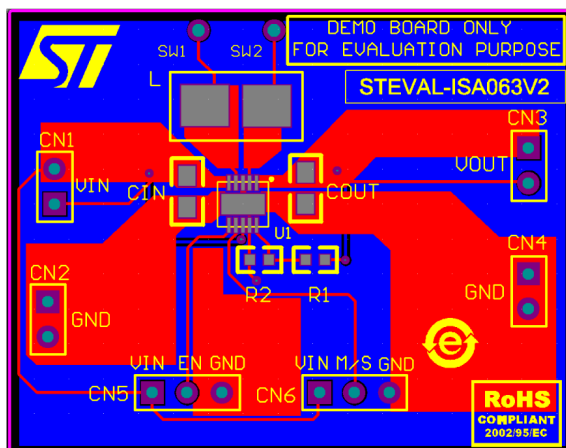 ST
DEMO BOARD ONLY
FOR EVALUATION PURPOSE
SW1 SW2
STEVAL-ISA063V2
L
CN1
CN3
VIN
CIN
COUT
VOUT
U1
CN2
CN4
GND
R2 R1
GND
e
VIN EN GND
VIN M/S GND
CN5
CN6
RoHS
COMPLIANT
2002/95/EC